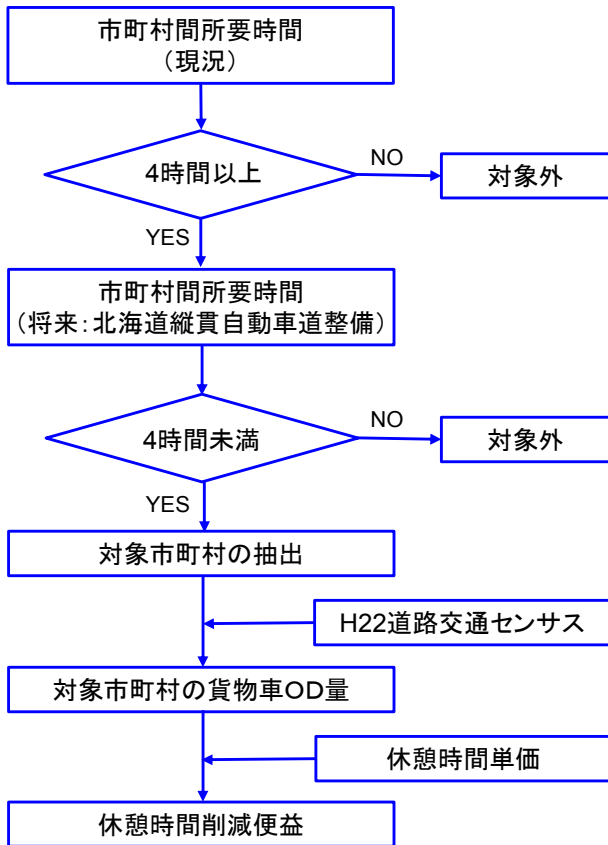 市町村間所要時間
（現況）
4時間以上
NO
対象外
YES
市町村間所要時間
（将来：北海道縦貫自動車道整備）
4時間未満
NO
対象外
YES
対象市町村の抽出
H22道路交通センサス
対象市町村の貨物車OD量
休憩時間単価
休憩時間削減便益